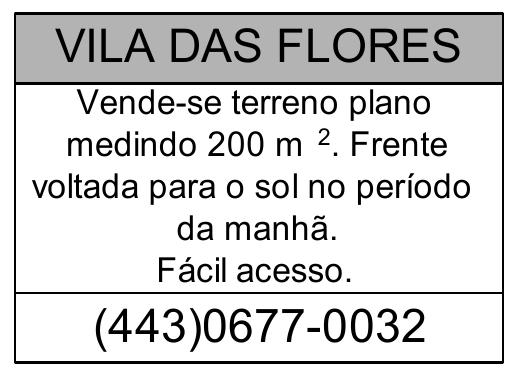 VILA DAS FLORES
Vende-se terreno plano
medindo 200 m ². Frente
voltada para o sol no período
da manhã.
Fácil acesso.
(443)0677-0032